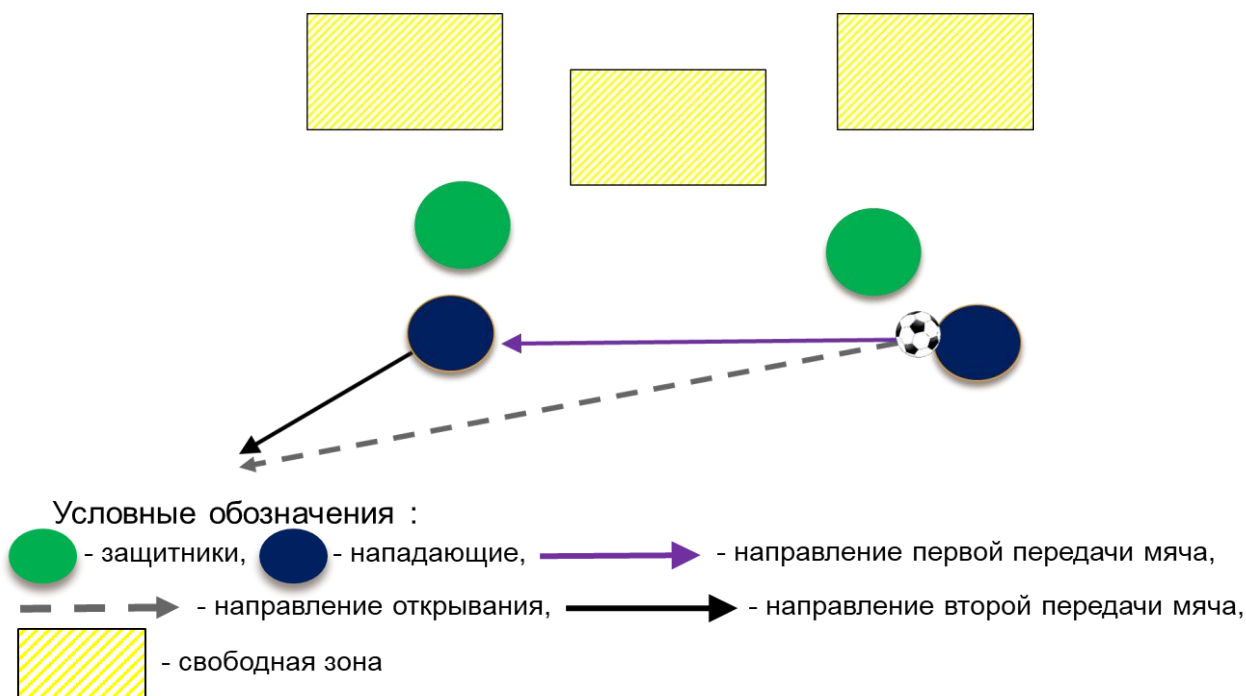 Условные обозначения :
- защитники, - нападающие, - направление первой передачи мяча,
- направление открывания, - направление второй передачи мяча,
- свободная зона